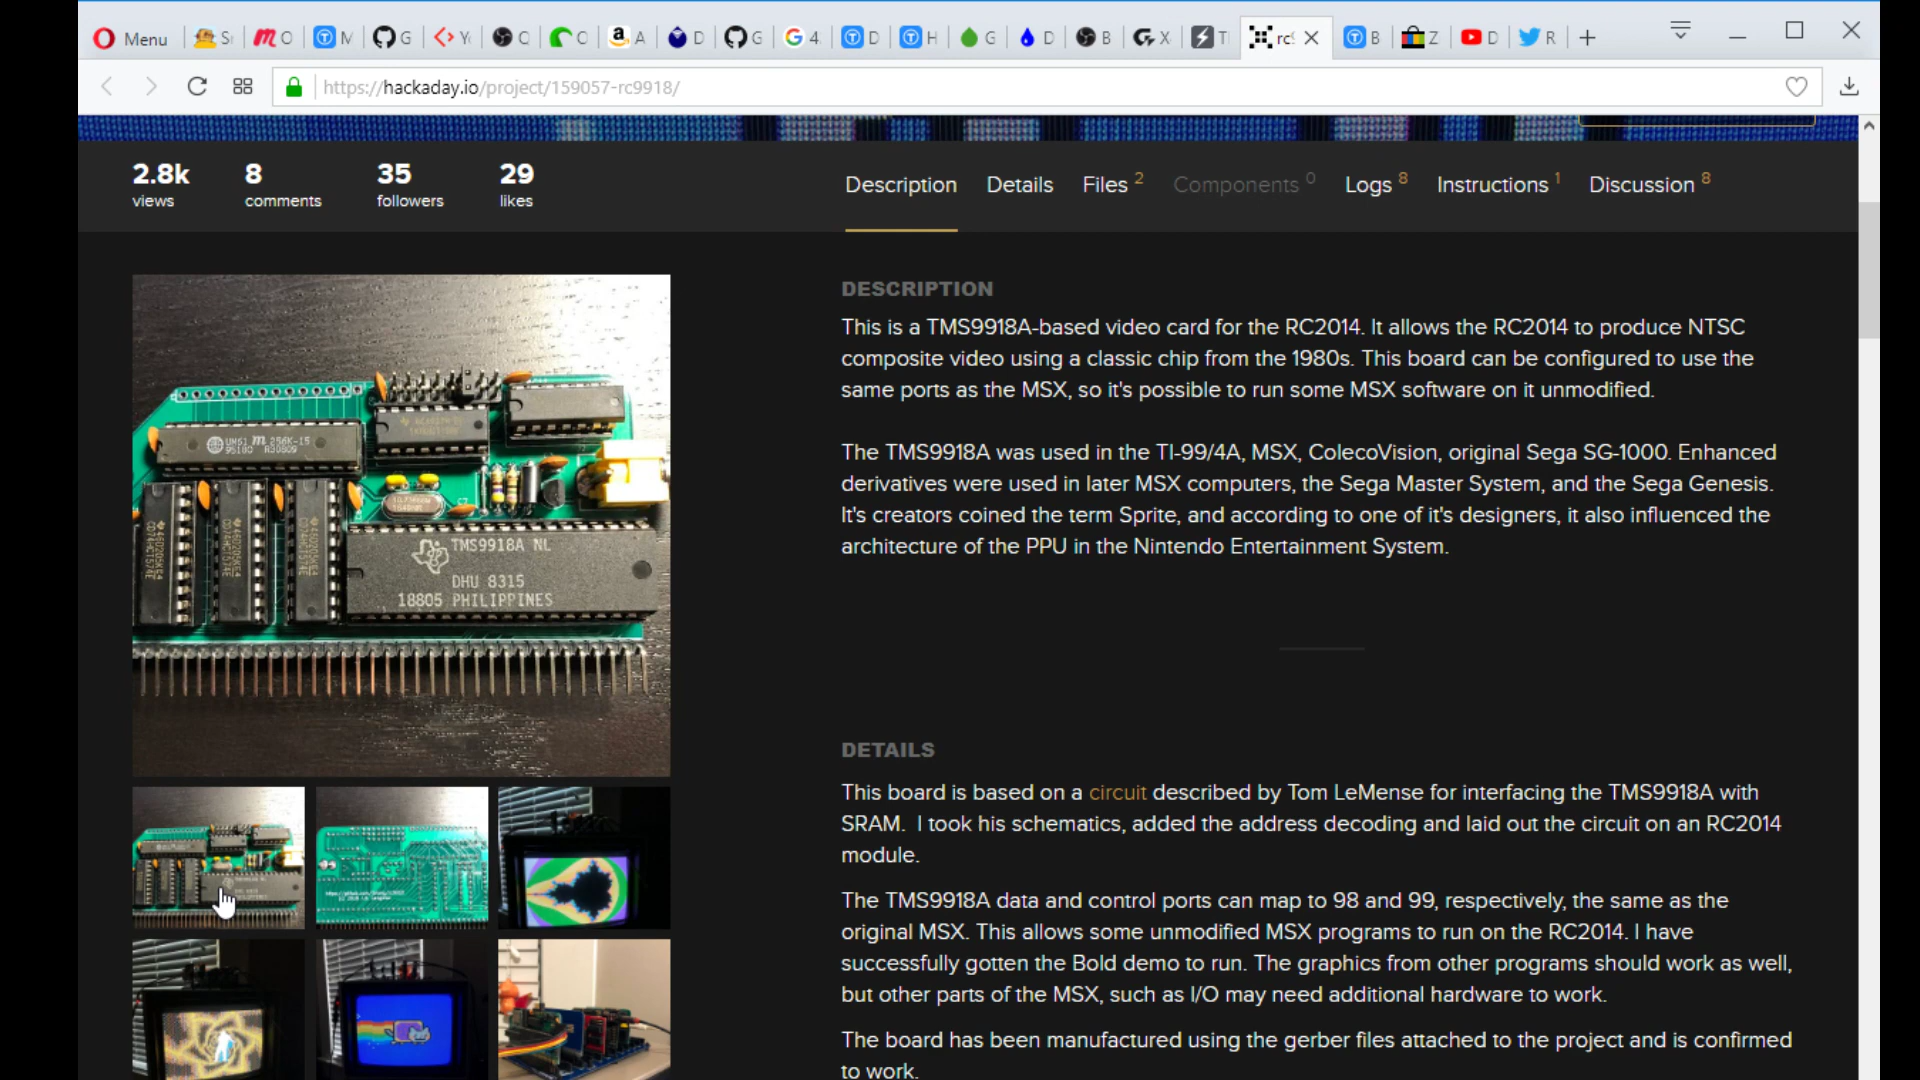 Menu
S
O
M
G
Y
C
A
D
G
4
D
H
G
D
B
X
T
rc
B
Z
D
R
https://hackaday.io/project/159057-rc9918/
2.8k
views
8
comments
35
followers
29
likes
Description
Details
Files 2
Components 0
Logs 8
Instructions 1
Discussion 8
UM61 256K-15
TMS9918A NL
DHU 8315
18805 PHILIPPINES
DESCRIPTION
This is a TMS9918A-based video card for the RC2014. It allows the RC2014 to produce NTSC
composite video using a classic chip from the 1980s. This board can be configured to use the
same ports as the MSX, so it's possible to run some MSX software on it unmodified.
The TMS9918A was used in the TI-99/4A, MSX, ColecoVision, original Sega SG-1000. Enhanced
derivatives were used in later MSX computers, the Sega Master System, and the Sega Genesis.
It's creators coined the term Sprite, and according to one of it's designers, it also influenced the
architecture of the PPU in the Nintendo Entertainment System.
DETAILS
This board is based on a circuit described by Tom LeMense for interfacing the TMS9918A with
SRAM. I took his schematics, added the address decoding and laid out the circuit on an RC2014
module.
The TMS9918A data and control ports can map to 98 and 99, respectively, the same as the
original MSX. This allows some unmodified MSX programs to run on the RC2014. I have
successfully gotten the Bold demo to run. The graphics from other programs should work as well,
but other parts of the MSX, such as I/O may need additional hardware to work.
The board has been manufactured using the gerber files attached to the project and is confirmed
to work.